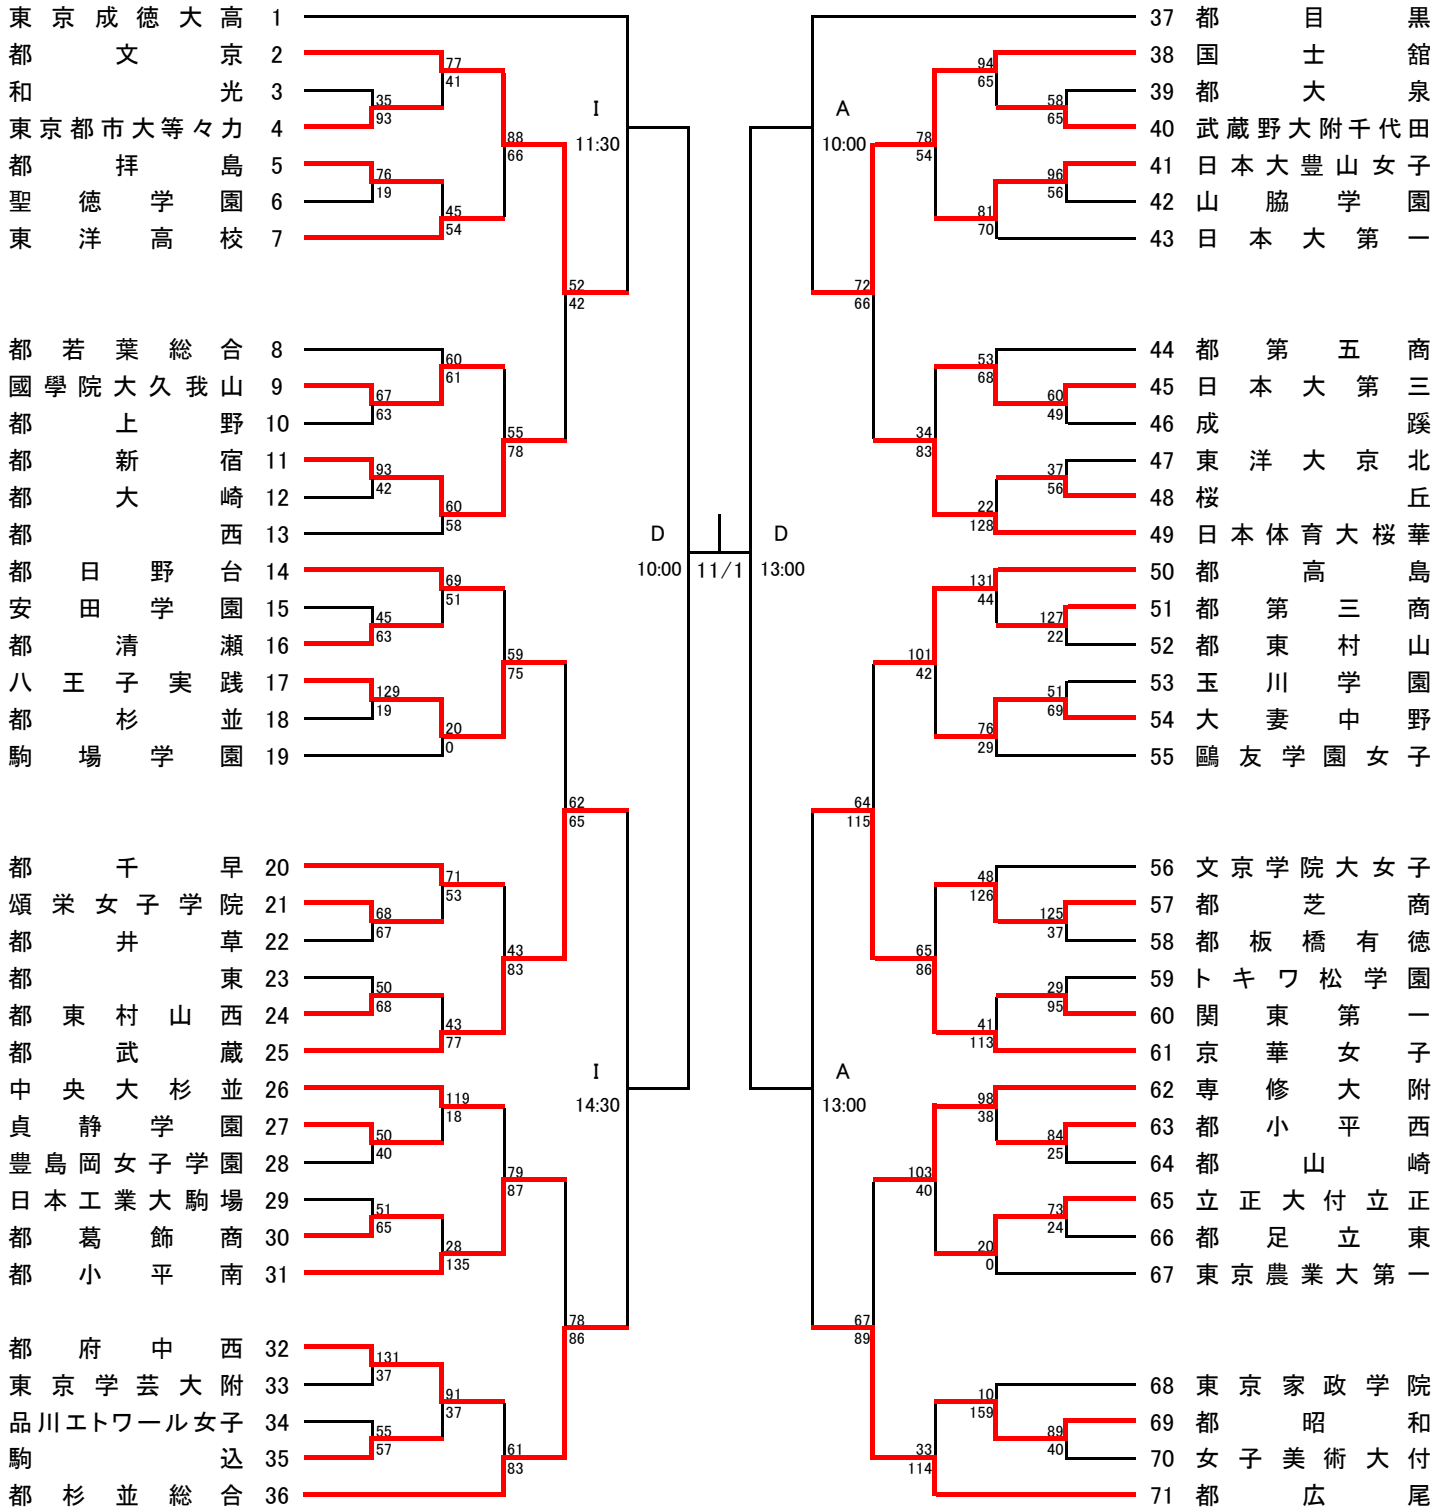 東京成徳大高 1
都文京 2
和光 3
東京都市大等々力 4
都拝島 5
聖徳学園 6
東洋高校 7
都若葉総合 8
國學院大久我山 9
都上野 10
都新宿 11
都大崎 12
都西 13
都日野台 14
安田学園 15
都清瀬 16
八王子実践 17
都杉並 18
駒場学園 19
都千早 20
頌栄女子学院 21
都井草 22
都東 23
都東村山西 24
都武蔵 25
中央大杉並 26
貞静学園 27
豊島岡女子学園 28
日本工業大駒場 29
都葛飾商 30
都小平南 31
都府中西 32
東京学芸大附 33
品川エトワール女子 34
駒込 35
都杉並総合 36
35
93
76
19
67
63
93
42
45
63
129
19
68
67
50
68
50
40
51
65
131
37
55
57
77
41
45
54
60
61
60
58
69
51
20
0
71
53
43
77
119
18
28
135
91
37
88
66
55
78
59
75
43
83
79
87
61
83
52
42
62
65
78
86
I
11:30
I
14:30
D
10:00
11/1
D
13:00
A
10:00
A
13:00
72
66
64
115
67
89
78
54
34
83
101
42
65
86
103
40
33
114
94
65
81
70
53
68
22
128
131
44
76
29
48
126
41
113
98
38
20
0
10
159
58
65
96
56
60
49
37
56
127
22
51
69
125
37
29
95
84
25
73
24
89
40
37 都目黒
38 国士舘
39 都大泉
40 武蔵野大附千代田
41 日本大豊山女子
42 山脇学園
43 日本大第一
44 都第五商
45 日本大第三
46 成蹊
47 東洋大京北
48 桜丘
49 日本体育大桜華
50 都高島
51 都第三商
52 都東村山
53 玉川学園
54 大妻中野
55 鷗友学園女子
56 文京学院大女子
57 都芝商
58 都板橋有徳
59 トキワ松学園
60 関東第一
61 京華女子
62 専修大附
63 都小平西
64 都山崎
65 立正大付立正
66 都足立東
67 東京農業大第一
68 東京家政学院
69 都昭和
70 女子美術大付
71 都広尾